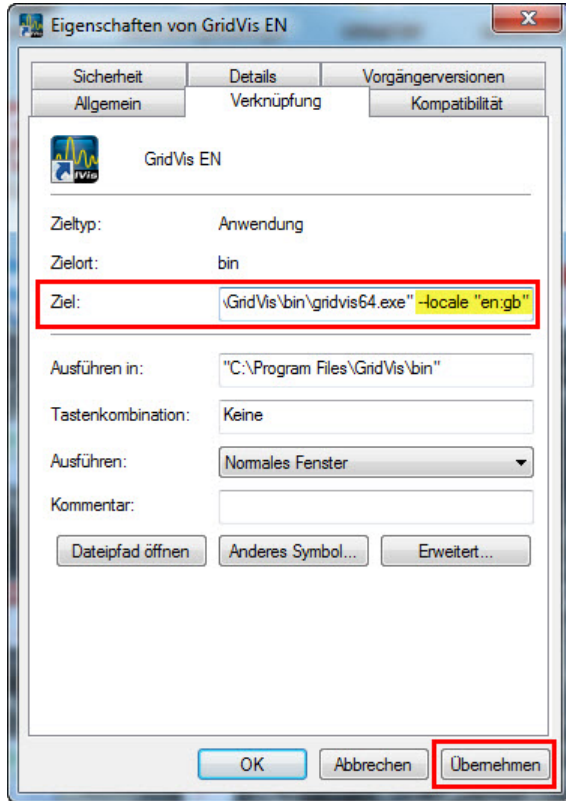 Eigenschaften von GridVis EN
Sicherheit Details Vorgängerversionen
Allgemein Verknüpfung Kompatibilität
GridVis EN
Zieltyp: Anwendung
Zielort: bin
Ziel: \GridVis\bin\gridvis64.exe" --locale "en:gb"
Ausführen in: "C:\Program Files\GridVis\bin"
Tastenkombination: Keine
Ausführen: Normales Fenster
Kommentar:
Dateipfad öffnen Anderes Symbol... Erweitert...
OK Abbrechen Übernehmen